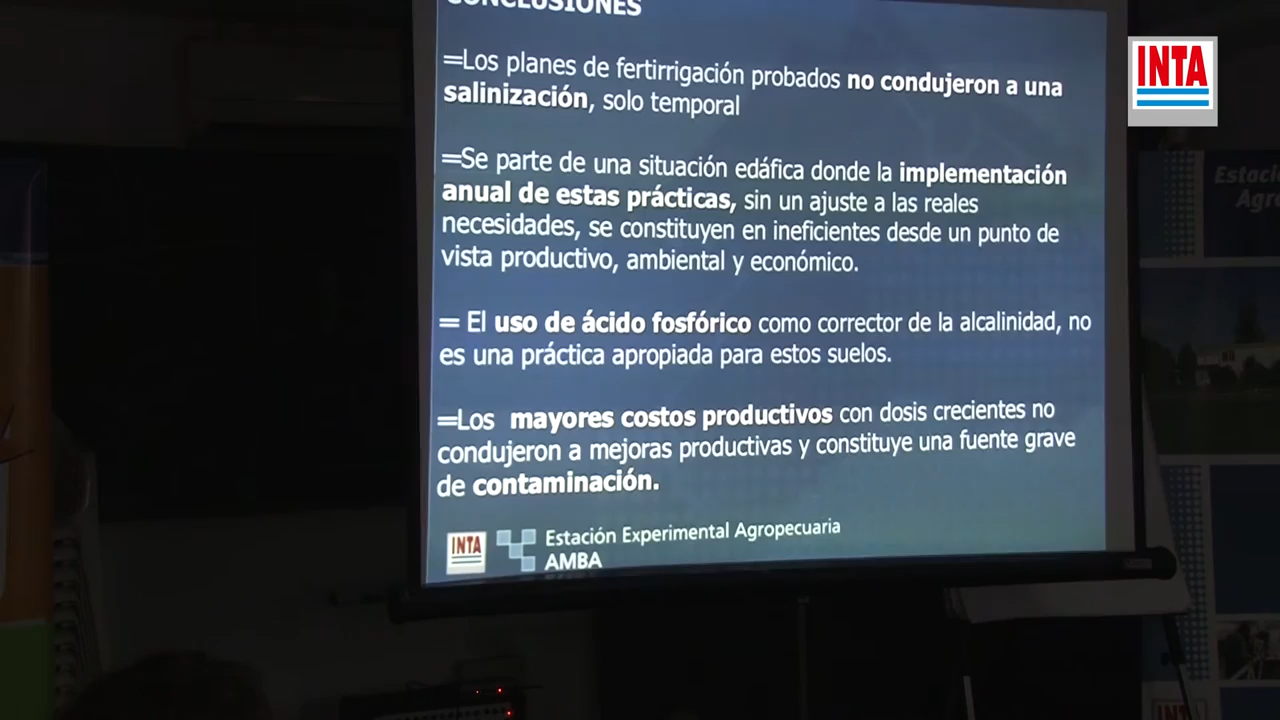 CONCLUSIONES
INTA
=Los planes de fertirrigación probados no condujeron a una
salinización, solo temporal
=Se parte de una situación edáfica donde la implementación
anual de estas prácticas, sin un ajuste a las reales
necesidades, se constituyen en ineficientes desde un punto de
vista productivo, ambiental y económico.
= El uso de ácido fosfórico como corrector de la alcalinidad, no
es una práctica apropiada para estos suelos.
=Los mayores costos productivos con dosis crecientes no
condujeron a mejoras productivas y constituye una fuente grave
de contaminación.
INTA
Estación Experimental Agropecuaria
AMBA
INTA